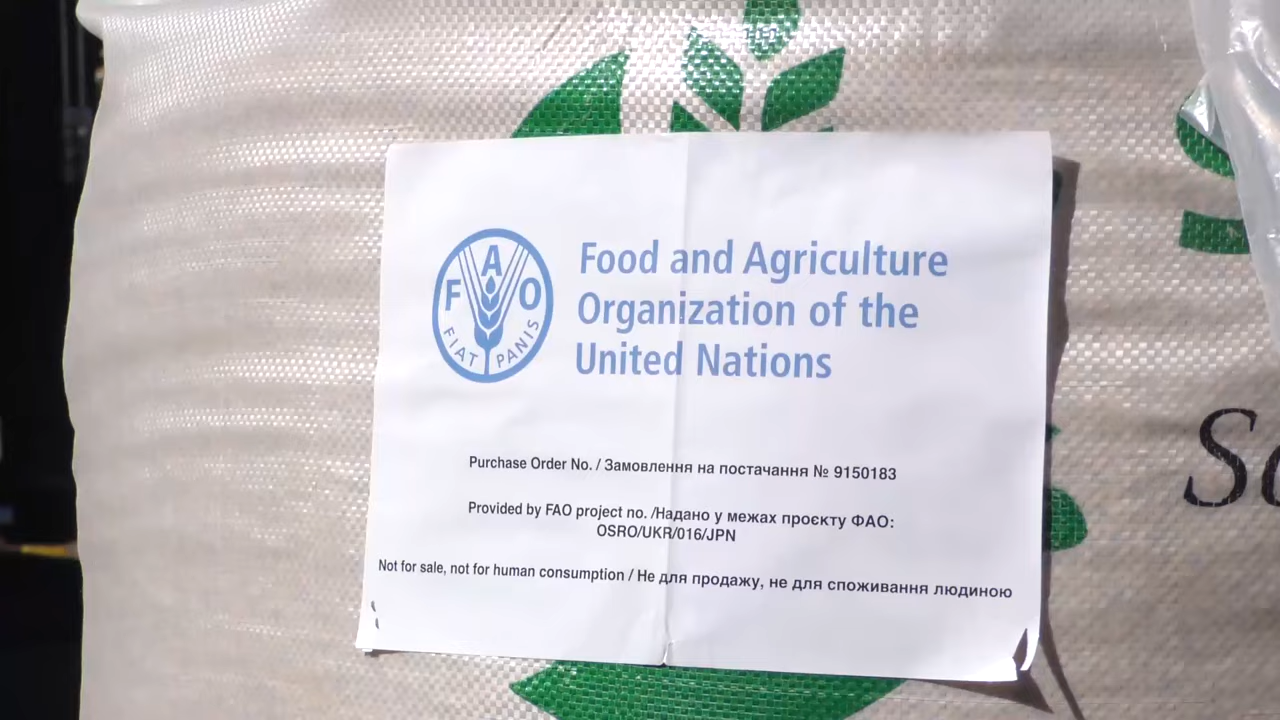 FAO
FIAT PANIS
Food and Agriculture
Organization of the
United Nations
Purchase Order No. / Замовлення на постачання № 9150183
Provided by FAO project no. /Надано у межах проєкту ФАО:
OSRO/UKR/016/JPN
Not for sale, not for human consumption / Не для продажу, не для споживання людиною